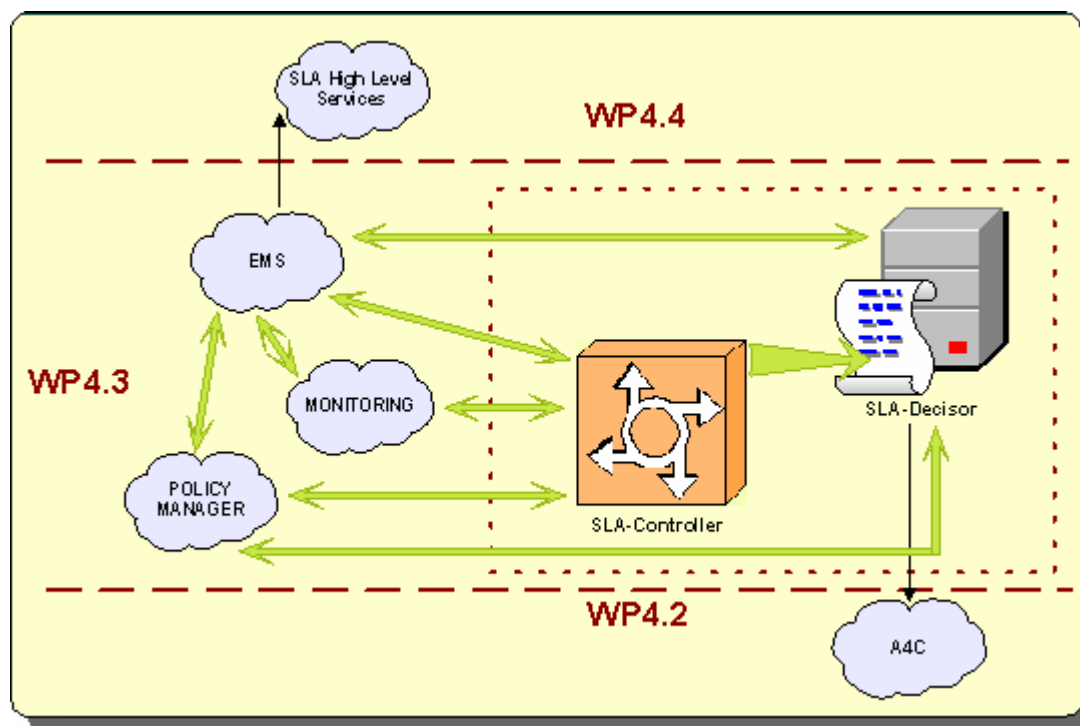 SLA High Level
Services
WP4.4
EMS
WP4.3
MONITORING
SLA-Decisor
POLICY
MANAGER
SLA-Controller
WP4.2
A4C